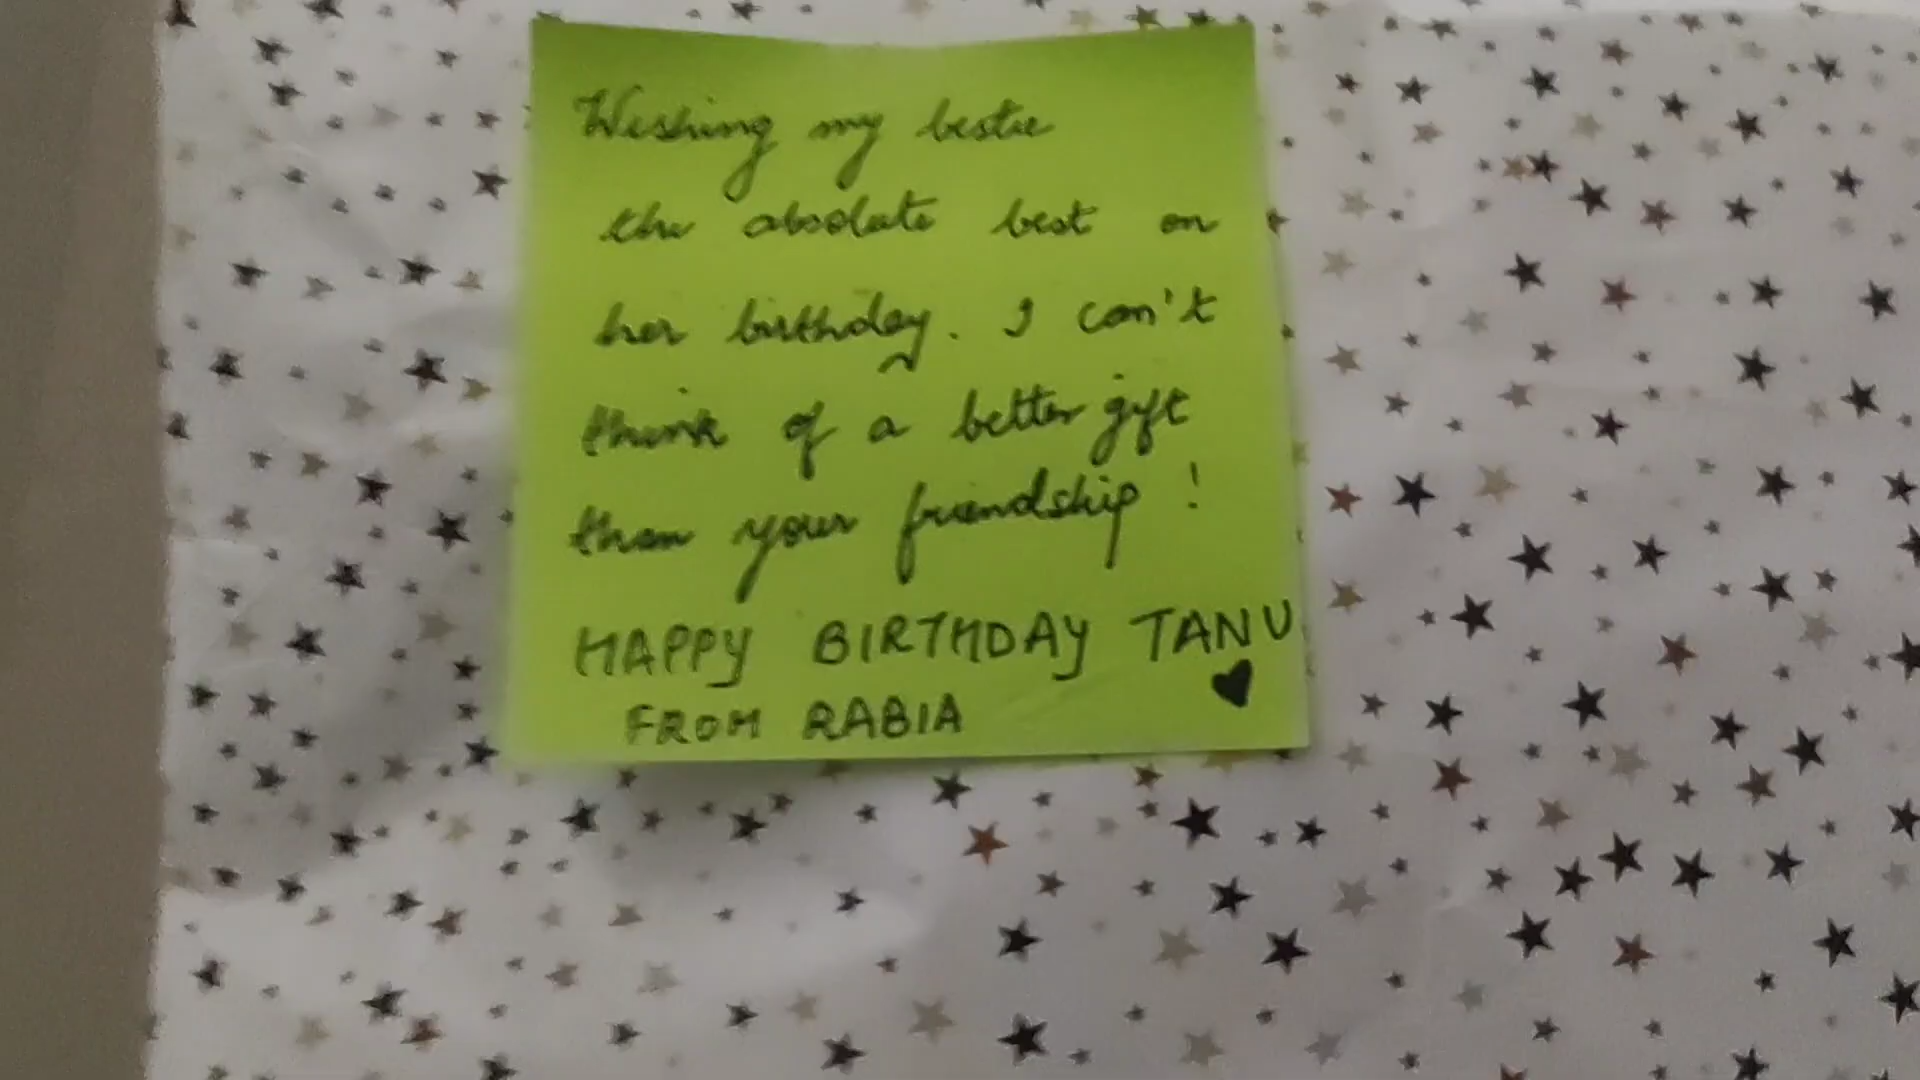 Wishing my bestie
the absolute best on
her birthday. I can't
think of a better gift
than your friendship !
HAPPY BIRTHDAY TANU
♥
FROM RABIA